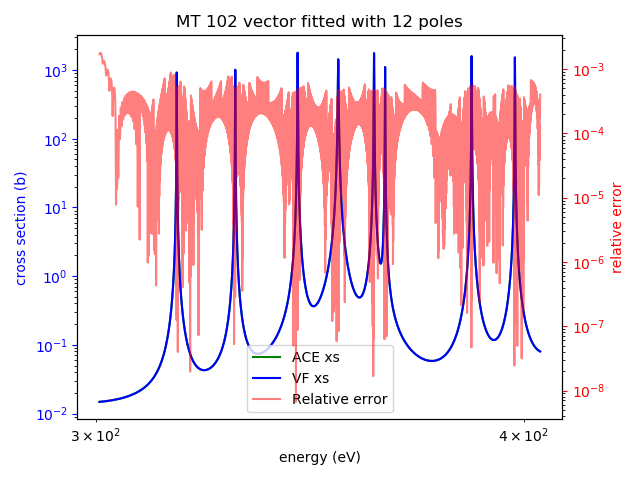 MT 102 vector fitted with 12 poles
10³
10²
10¹
10⁰
10⁻¹
10⁻²
cross section (b)
10⁻³
10⁻⁴
10⁻⁵
10⁻⁶
10⁻⁷
10⁻⁸
relative error
ACE xs
VF xs
Relative error
3 × 10²
4 × 10²
energy (eV)